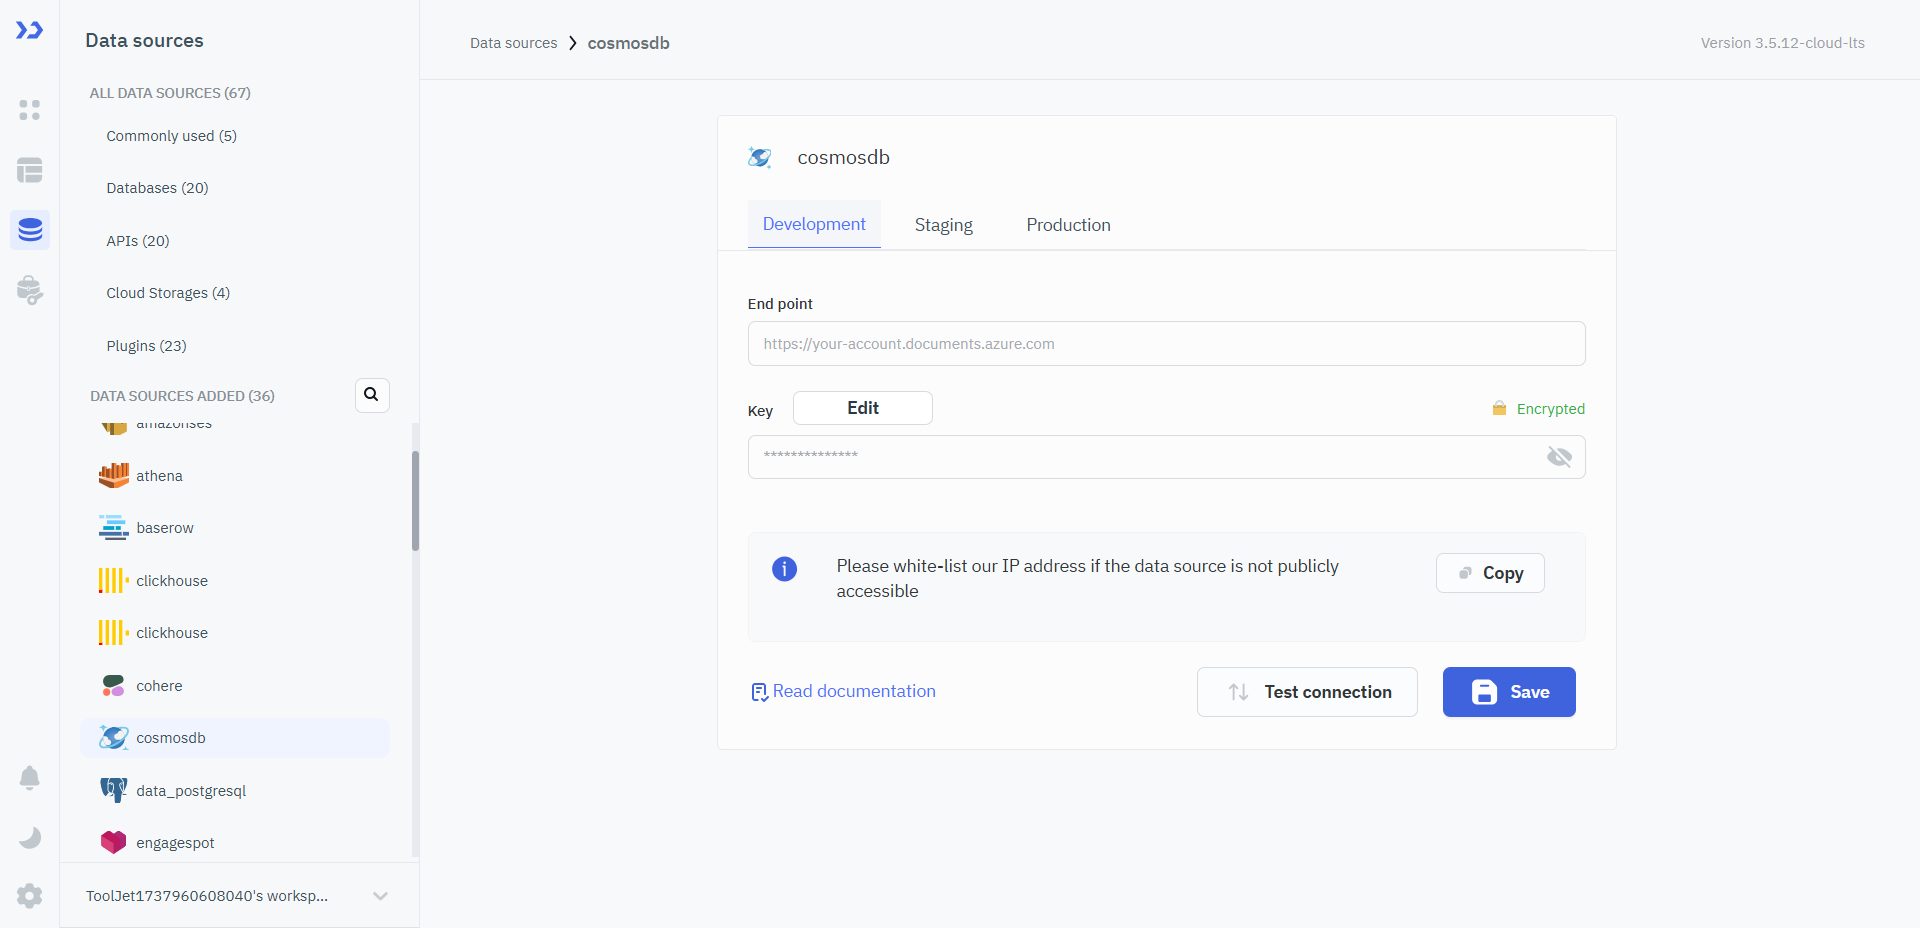 Data sources
ALL DATA SOURCES (67)
Commonly used (5)
Databases (20)
APIs (20)
Cloud Storages (4)
Plugins (23)
DATA SOURCES ADDED (36)
amazonses
athena
baserow
clickhouse
clickhouse
cohere
cosmosdb
data_postgresql
engagespot
ToolJet1737960608040's worksp...
Data sources
cosmosdb
Version 3.5.12-cloud-lts
cosmosdb
Development
Staging
Production
End point
https://your-account.documents.azure.com
Key
Edit
Encrypted
**************
Please white-list our IP address if the data source is not publicly
accessible
Copy
Read documentation
Test connection
Save